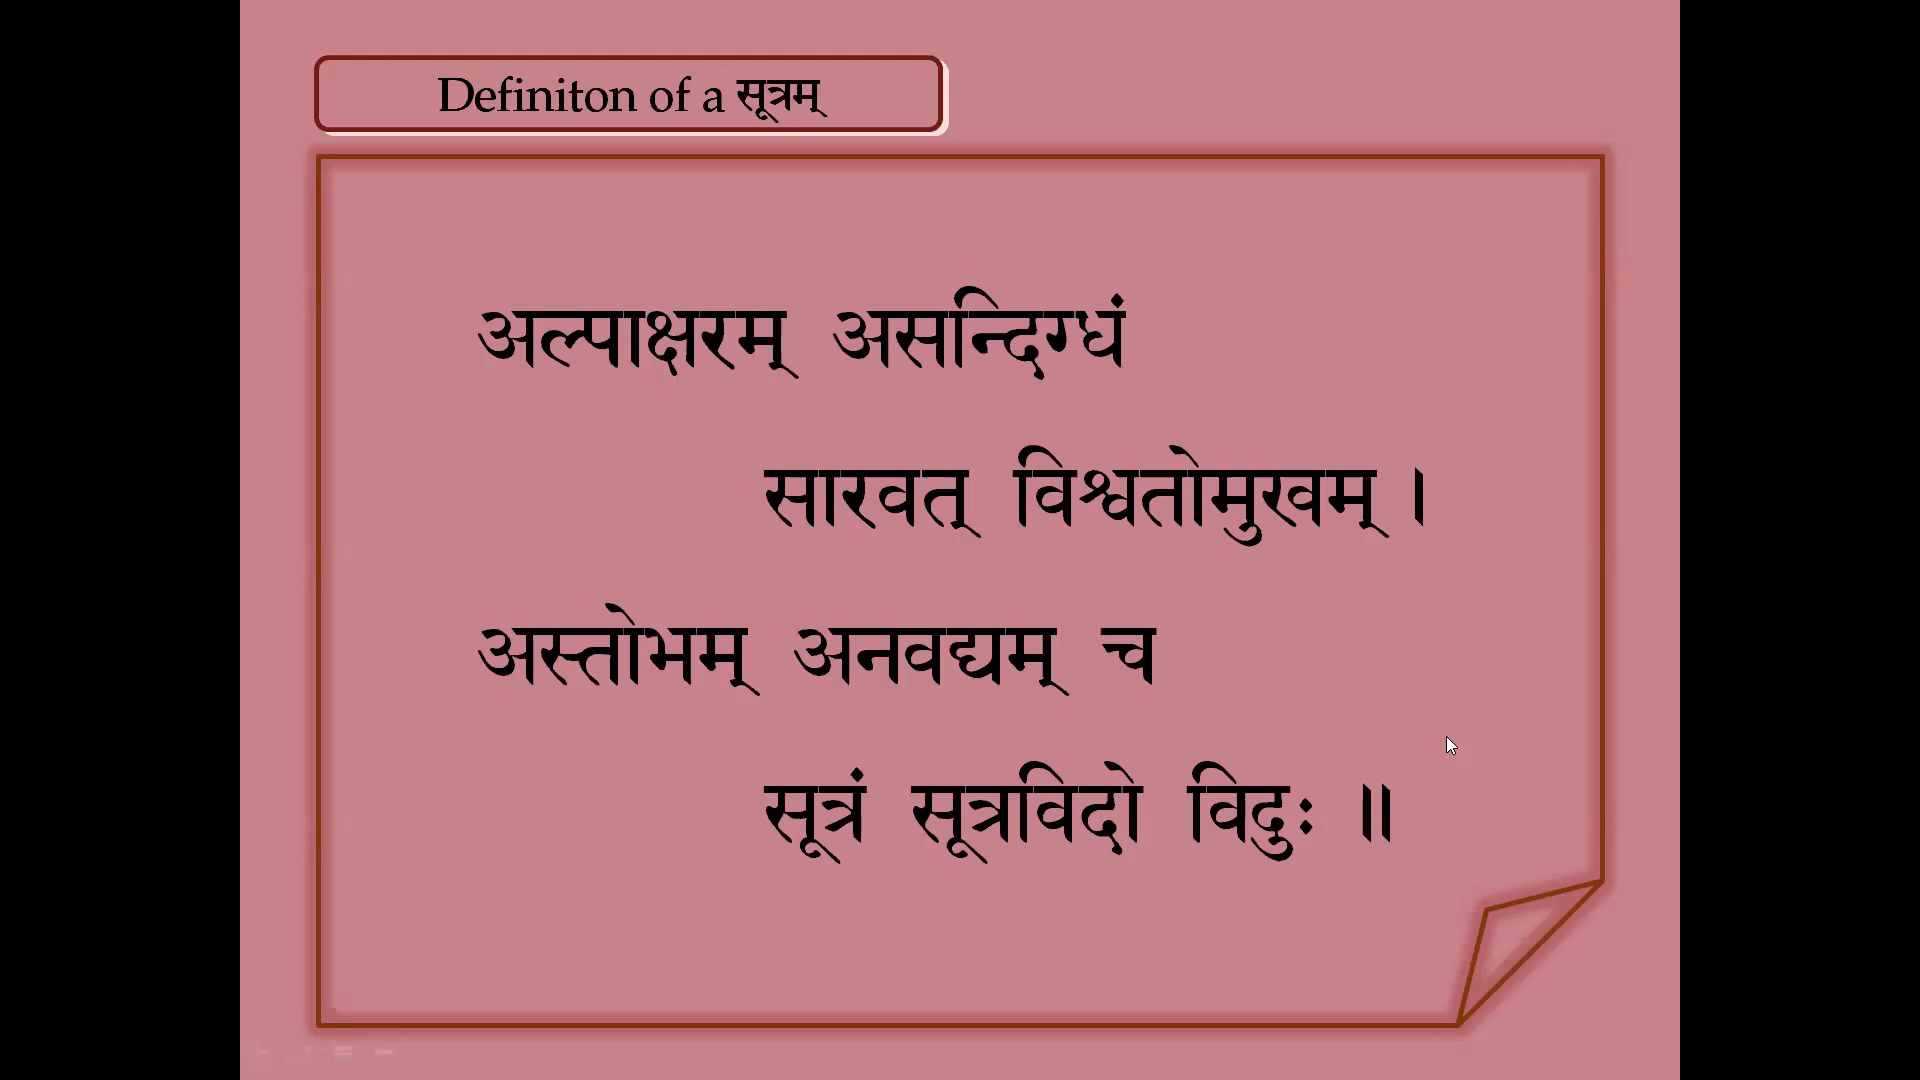 Definiton of a सूत्रम्
अल्पाक्षरम् असन्दिग्धं
सारवत् विश्वतोमुखम् ।
अस्तोभम् अनवद्यम् च
सूत्रं सूत्रविदो विदुः ॥